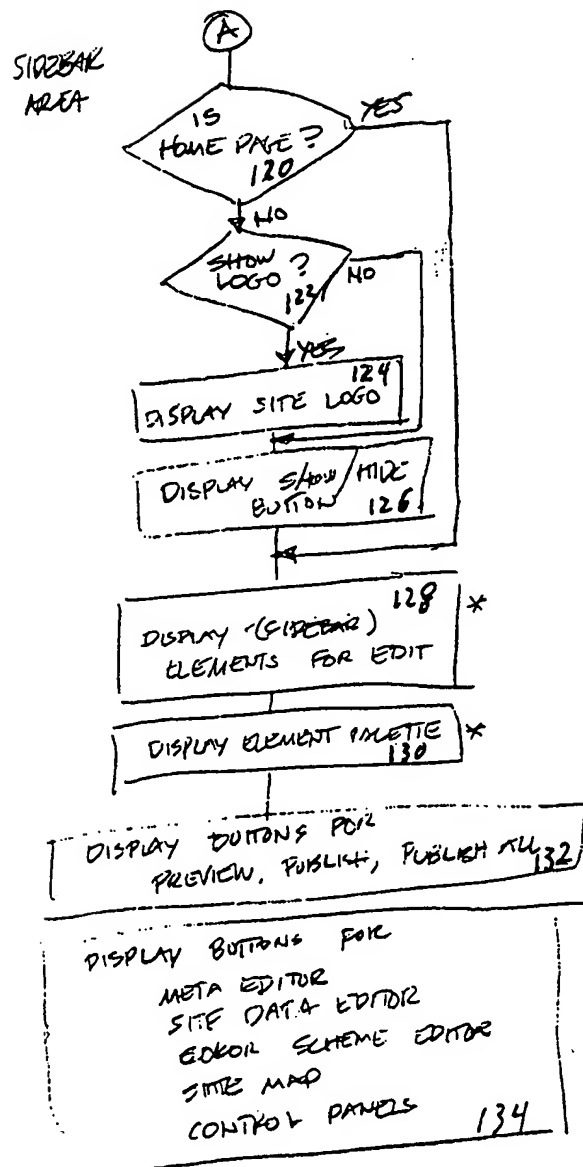 A
SIDEBAR
AREA
IS
HOME PAGE?
120
YES
NO
SHOW
LOGO?
122
NO
YES
124
DISPLAY SITE LOGO
DISPLAY SHOW/HIDE
BUTTON 126
128
DISPLAY (SIDEBAR) *
ELEMENTS FOR EDIT
DISPLAY ELEMENT PALETTE *
130
DISPLAY BUTTONS FOR
PREVIEW, PUBLISH, PUBLISH ALL 132
DISPLAY BUTTONS FOR
META EDITOR
SITE DATA EDITOR
COLOR SCHEME EDITOR
SITE MAP
CONTROL PANELS 134